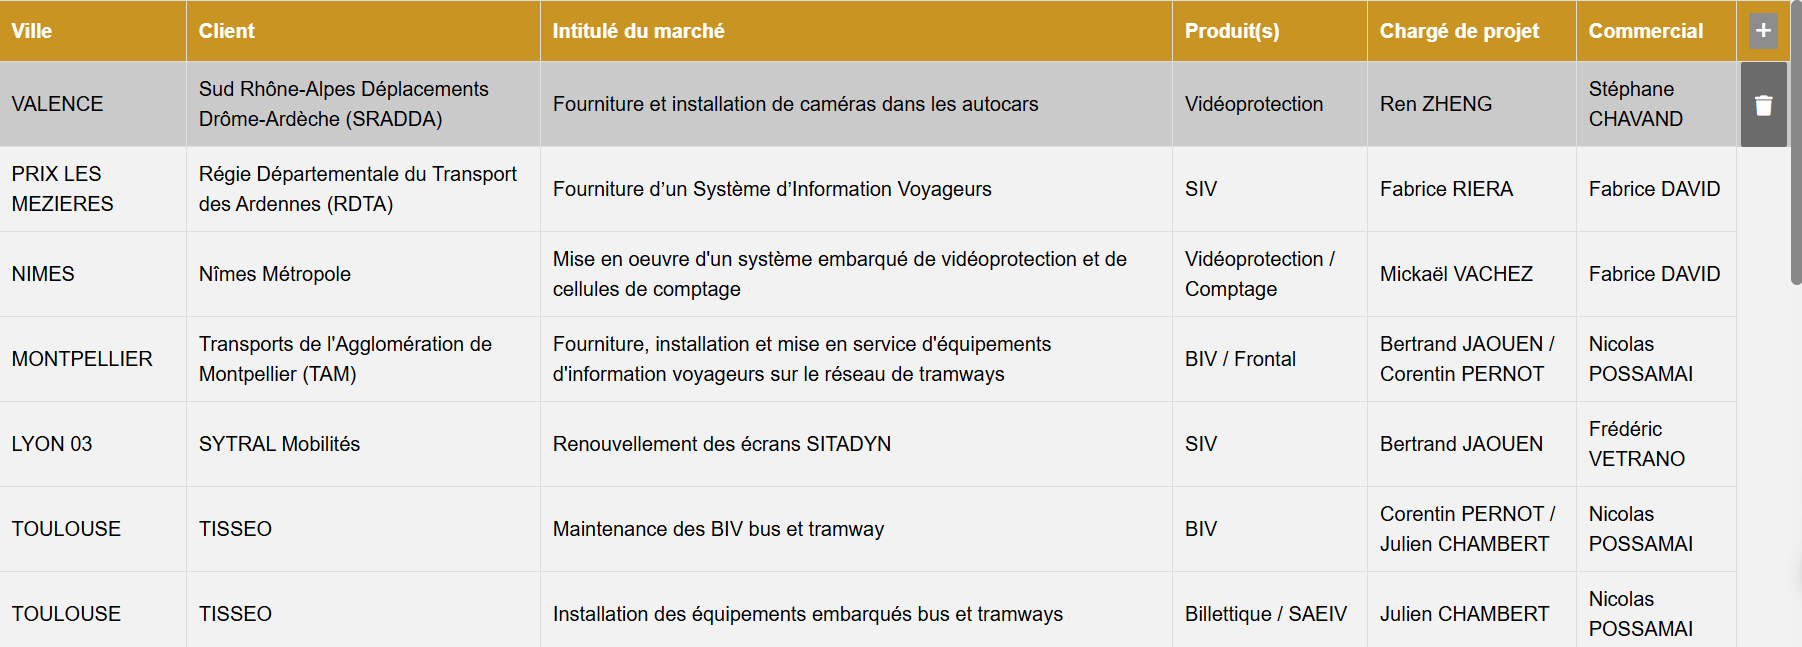 Ville Client Intitulé du marché Produit(s) Chargé de projet Commercial +
VALENCE
Sud Rhône-Alpes Déplacements
Drôme-Ardèche (SRADDA)
Fourniture et installation de caméras dans les autocars
Vidéoprotection
Ren ZHENG
Stéphane
CHAVAND
PRIX LES
MEZIERES
Régie Départementale du Transport
des Ardennes (RDTA)
Fourniture d’un Système d’Information Voyageurs
SIV
Fabrice RIERA
Fabrice DAVID
NIMES
Nîmes Métropole
Mise en oeuvre d'un système embarqué de vidéoprotection et de
cellules de comptage
Vidéoprotection /
Comptage
Mickaël VACHEZ
Fabrice DAVID
MONTPELLIER
Transports de l'Agglomération de
Montpellier (TAM)
Fourniture, installation et mise en service d'équipements
d'information voyageurs sur le réseau de tramways
BIV / Frontal
Bertrand JAOUEN /
Corentin PERNOT
Nicolas
POSSAMAI
LYON 03
SYTRAL Mobilités
Renouvellement des écrans SITADYN
SIV
Bertrand JAOUEN
Frédéric
VETRANO
TOULOUSE
TISSEO
Maintenance des BIV bus et tramway
BIV
Corentin PERNOT /
Julien CHAMBERT
Nicolas
POSSAMAI
TOULOUSE
TISSEO
Installation des équipements embarqués bus et tramways
Billettique / SAEIV
Julien CHAMBERT
Nicolas
POSSAMAI